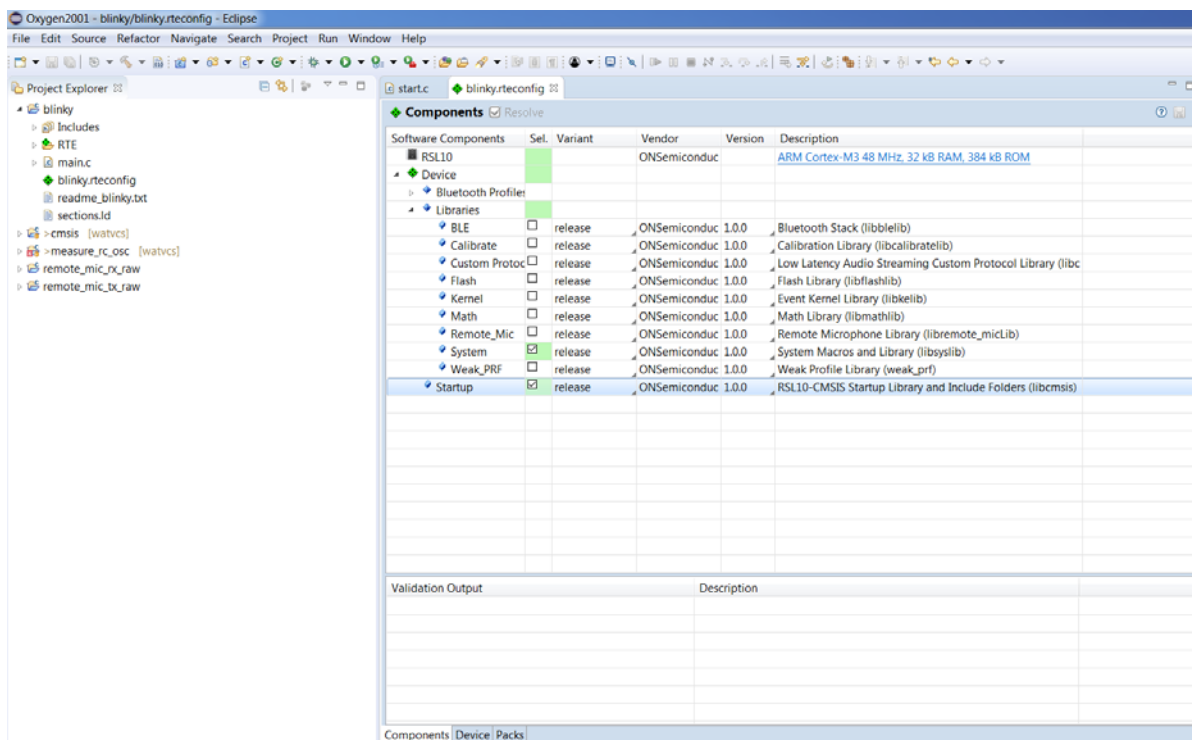 Oxygen2001 - blinky/blinky.rteconfig - Eclipse
File Edit Source Refactor Navigate Search Project Run Window Help
Project Explorer
blinky
Includes
RTE
main.c
blinky.rteconfig
readme_blinky.txt
sections.ld
>cmsis [watvcs]
>measure_rc_osc [watvcs]
remote_mic_rx_raw
remote_mic_tx_raw
start.c blinky.rteconfig
Components Resolve
Software Components Sel. Variant Vendor Version Description
RSL10 ONSemiconduc ARM Cortex-M3 48 MHz, 32 kB RAM, 384 kB ROM
Device
Bluetooth Profiles
Libraries
BLE release ONSemiconduc 1.0.0 Bluetooth Stack (libblelib)
Calibrate release ONSemiconduc 1.0.0 Calibration Library (libcalibratelib)
Custom Protoc release ONSemiconduc 1.0.0 Low Latency Audio Streaming Custom Protocol Library (libc
Flash release ONSemiconduc 1.0.0 Flash Library (libflashlib)
Kernel release ONSemiconduc 1.0.0 Event Kernel Library (libkelib)
Math release ONSemiconduc 1.0.0 Math Library (libmathlib)
Remote_Mic release ONSemiconduc 1.0.0 Remote Microphone Library (libremote_micLib)
System release ONSemiconduc 1.0.0 System Macros and Library (libsyslib)
Weak_PRF release ONSemiconduc 1.0.0 Weak Profile Library (weak_prf)
Startup release ONSemiconduc 1.0.0 RSL10-CMSIS Startup Library and Include Folders (libcmsis)
Validation Output Description
Components Device Packs